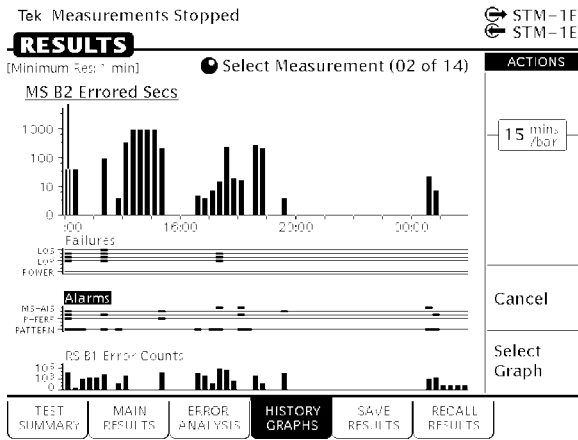 Tek Measurements Stopped
STM-1E
STM-1E
RESULTS
[Minimum Res: 1 min]
Select Measurement (02 of 14)
ACTIONS
MS B2 Errored Secs
15 mins /bar
1000
100
10
0
16:00
20:00
00:00
Failures
LOS
POWER
Alarms
MS-AIS
PATTERN
Cancel
RS B1 Error Counts
0
Select Graph
TEST SUMMARY
MAIN RESULTS
ERROR ANALYSIS
HISTORY GRAPHS
SAVE RESULTS
RECALL RESULTS